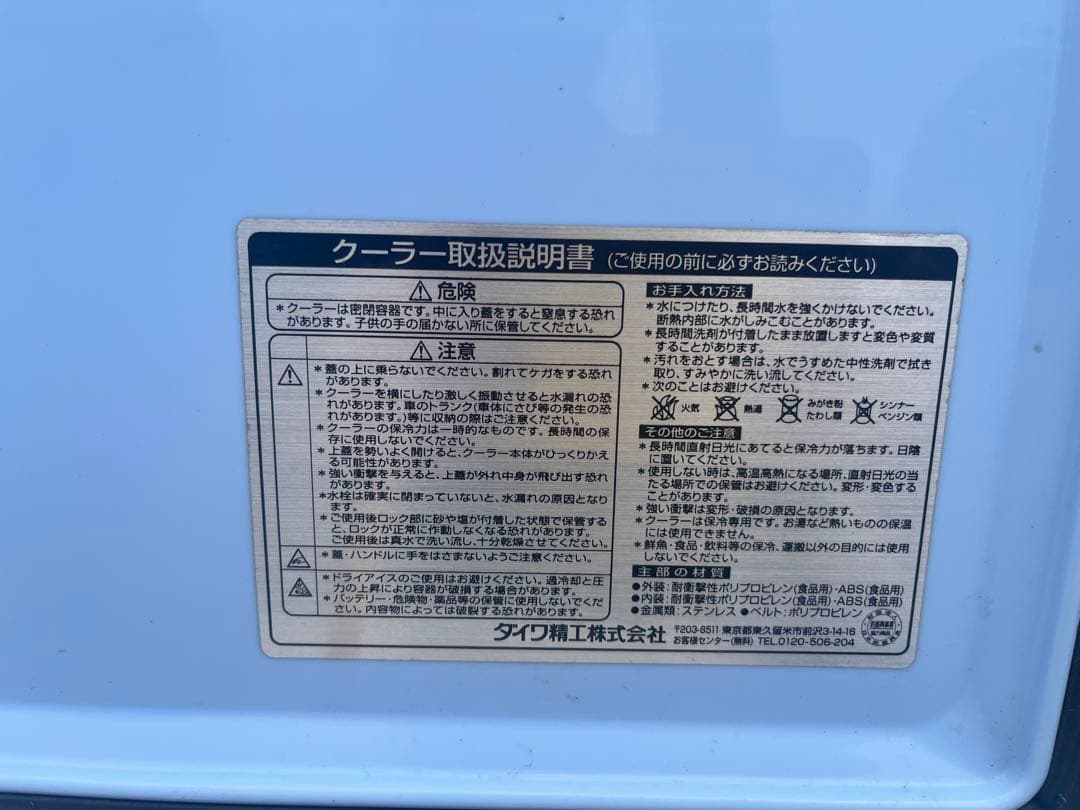 クーラー取扱説明書 (ご使用の前に必ずお読みください)
⚠ 危険
＊クーラーは密閉容器です。中に入り蓋をすると窒息する恐れ
があります。子供の手の届かない所に保管してください。
⚠ 注意
＊蓋の上に乗らないでください。割れてケガをする恐れ
があります。
＊クーラーを横にしたり激しく振動させると水漏れの恐
れがあります。車のトランク(車体にさび等の発生の恐
れがあります。)等に収納の際はご注意ください。
＊クーラーの保冷力は一時的なものです。長時間の保
存に使用しないでください。
＊上蓋を勢いよく開けると、クーラー本体がひっくりかえ
る可能性があります。
＊強い衝撃を与えると、上蓋が外れ中身が飛び出す恐れ
があります。
＊水栓は確実に閉まっていないと、水漏れの原因となり
ます。
＊ご使用後ロック部に砂や塩が付着した状態で保管する
と、ロックが正常に作動しなくなる恐れがあります。
ご使用後は真水で洗い流し、十分乾燥させてください。
＊蓋・ハンドルに手をはさまないようご注意ください。
＊ドライアイスのご使用はお避けください。過冷却と圧
力の上昇により容器が破損する場合があります。
＊バッテリー・危険物・薬品等の保管に使用しないでくだ
さい。内容物によっては破裂する恐れがあります。
お手入れ方法
＊水につけたり、長時間水を強くかけないでください。
断熱内部に水がしみこむことがあります。
＊長時間洗剤が付着したまま放置しますと変色や変質
することがあります。
＊汚れをおとす場合は、水でうすめた中性洗剤で拭き
取り、すみやかに洗い流してください。
＊次のことはお避けください。
火気 熱湯 みがき粉 たわし類 シンナー ベンジン類
その他のご注意
＊長時間直射日光にあてると保冷力が落ちます。日陰
に置いてください。
＊使用しない時は、高温高熱になる場所、直射日光の当
たる場所での保管はお避けください。変形・変色する
ことがあります。
＊強い衝撃は変形・破損の原因となります。
＊クーラーは保冷専用です。お湯など熱いものの保温
には使用できません。
＊鮮魚・食品・飲料等の保冷、運搬以外の目的には使用
しないでください。
主部の材質
●外装：耐衝撃性ポリプロピレン(食品用)・ABS(食品用)
●内装：耐衝撃性ポリプロピレン(食品用)・ABS(食品用)
●金属類：ステンレス ●ベルト：ポリプロピレン
ダイワ精工株式会社 〒203-8511 東京都東久留米市前沢3-14-16
お客様センター(無料) TEL.0120-506-204